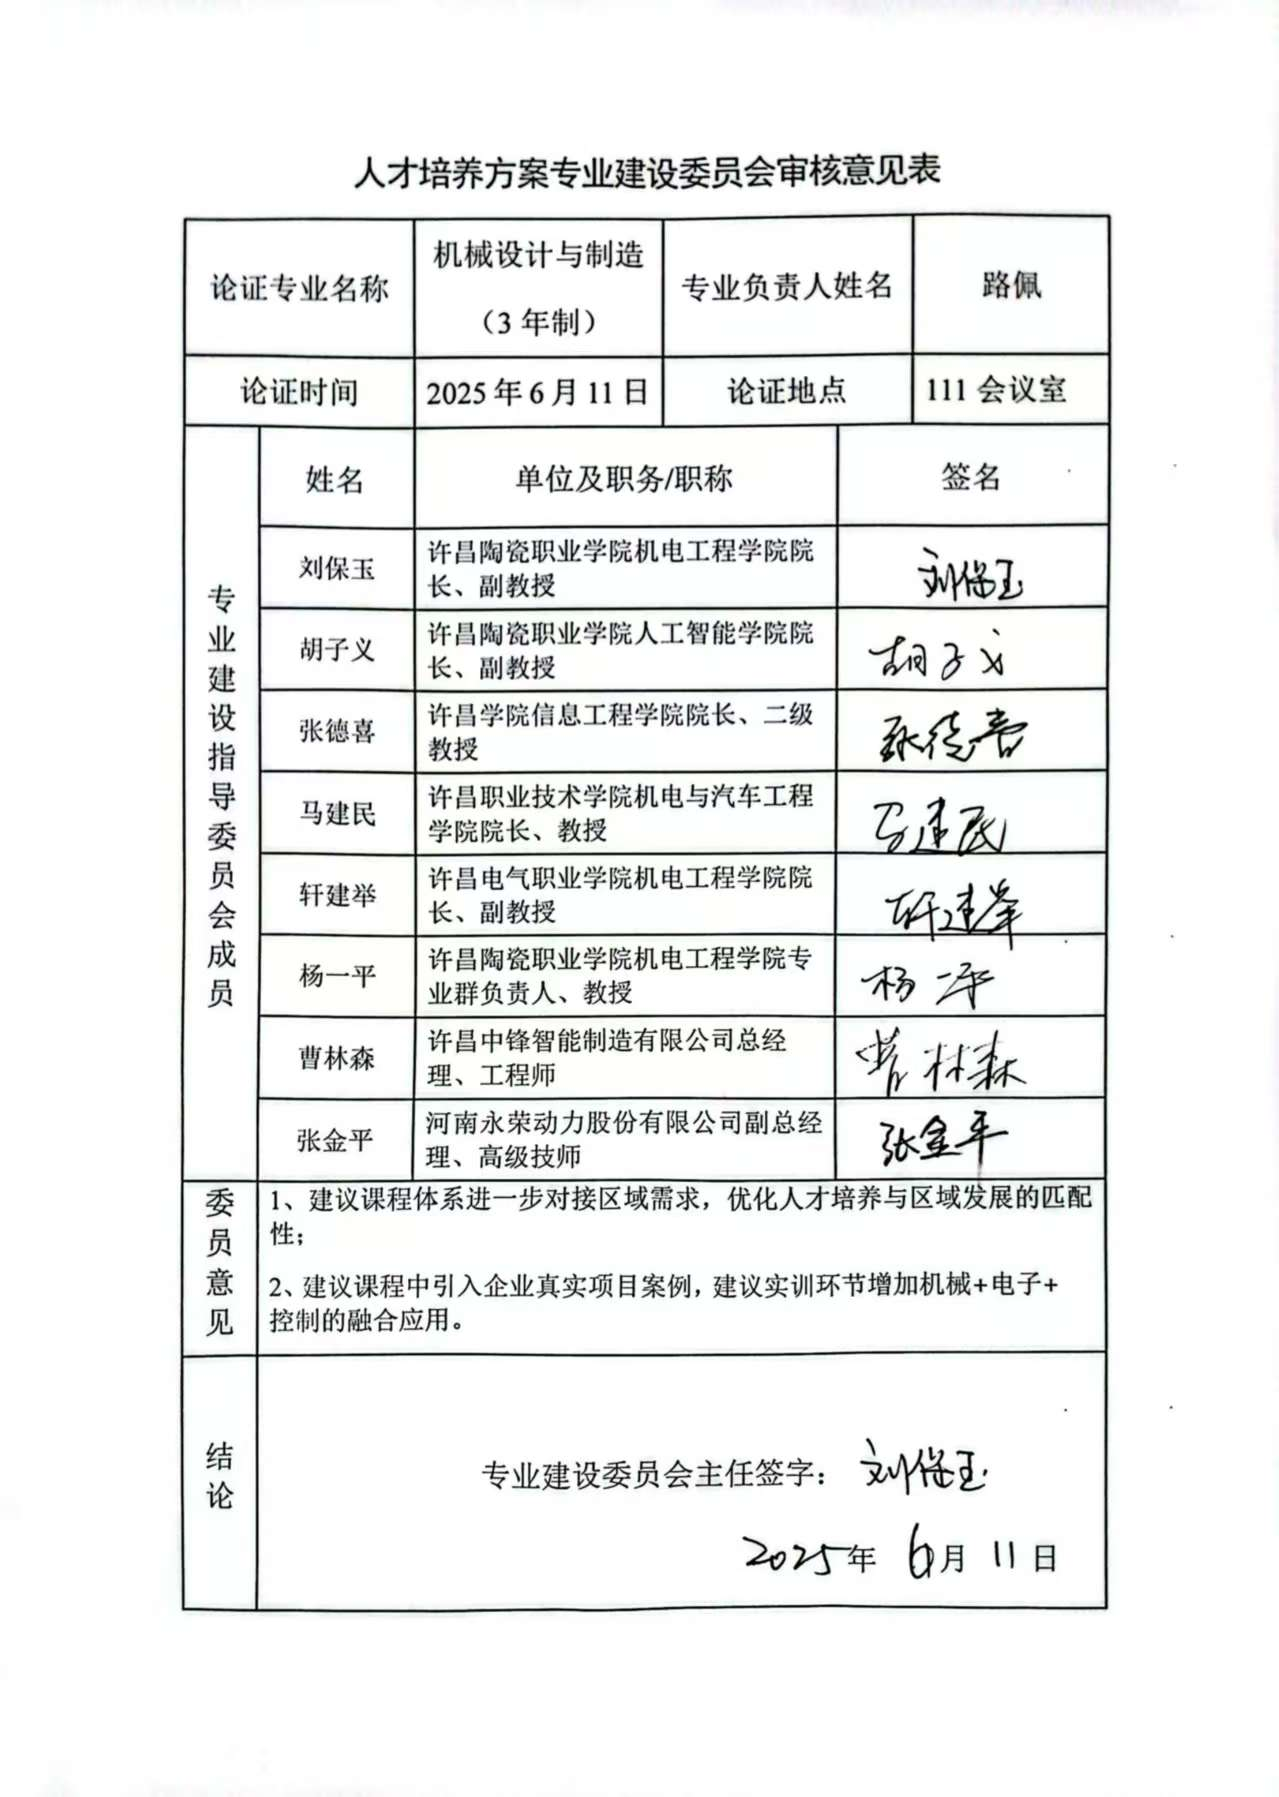 人才培养方案专业建设委员会审核意见表
论证专业名称
机械设计与制造
（3 年制）
专业负责人姓名
路佩
论证时间
2025 年 6 月 11 日
论证地点
111 会议室
专业建设指导委员会成员
姓名
单位及职务/职称
签名
刘保玉
许昌陶瓷职业学院机电工程学院院
长、副教授
刘保玉
胡子义
许昌陶瓷职业学院人工智能学院院
长、副教授
胡子义
张德喜
许昌学院信息工程学院院长、二级
教授
张德喜
马建民
许昌职业技术学院机电与汽车工程
学院院长、教授
马建民
轩建举
许昌电气职业学院机电工程学院院
长、副教授
轩建举
杨一平
许昌陶瓷职业学院机电工程学院专
业群负责人、教授
杨一平
曹林森
许昌中锋智能制造有限公司总经
理、工程师
曹林森
张金平
河南永荣动力股份有限公司副总经
理、高级技师
张金平
委员意见
1、建议课程体系进一步对接区域需求，优化人才培养与区域发展的匹配
性；
2、建议课程中引入企业真实项目案例，建议实训环节增加机械+电子+
控制的融合应用。
结论
专业建设委员会主任签字：刘保玉
2025年 6月 11 日